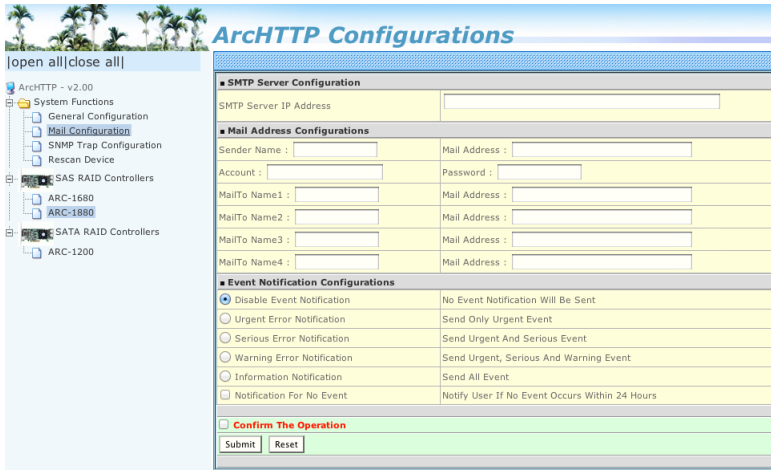 ArcHTTP Configurations
|open all|close all|
ArcHTTP - v2.00
System Functions
General Configuration
Mail Configuration
SNMP Trap Configuration
Rescan Device
SAS RAID Controllers
ARC-1680
ARC-1880
SATA RAID Controllers
ARC-1200
SMTP Server Configuration
SMTP Server IP Address
Mail Address Configurations
Sender Name : Mail Address :
Account : Password :
MailTo Name1 : Mail Address :
MailTo Name2 : Mail Address :
MailTo Name3 : Mail Address :
MailTo Name4 : Mail Address :
Event Notification Configurations
Disable Event Notification No Event Notification Will Be Sent
Urgent Error Notification Send Only Urgent Event
Serious Error Notification Send Urgent And Serious Event
Warning Error Notification Send Urgent, Serious And Warning Event
Information Notification Send All Event
Notification For No Event Notify User If No Event Occurs Within 24 Hours
Confirm The Operation
Submit Reset